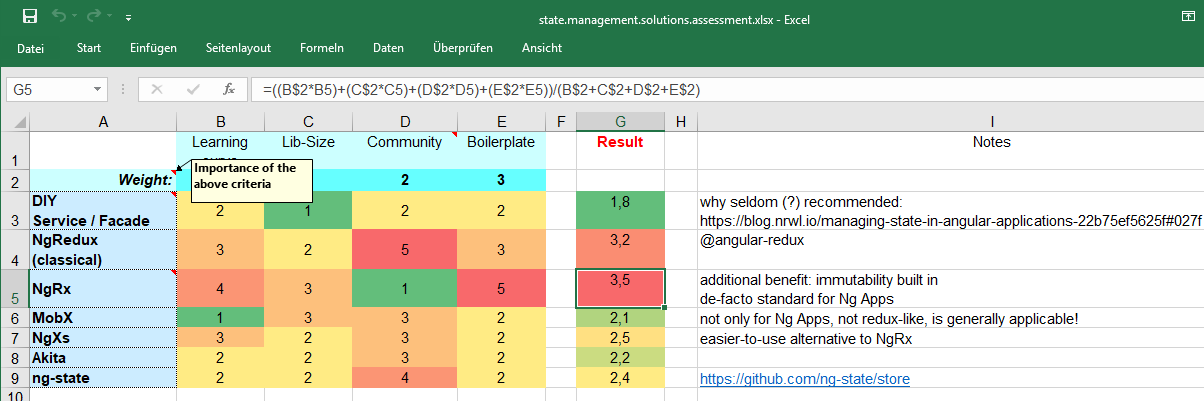 state.management.solutions.assessment.xlsx - Excel
Datei Start Einfügen Seitenlayout Formeln Daten Überprüfen Ansicht
G5 fx =((B$2*B5)+(C$2*C5)+(D$2*D5)+(E$2*E5))/(B$2+C$2+D$2+E$2)
A B C D E F G H I
1 Learning Lib-Size Community Boilerplate Result Notes
Importance of the
above criteria
2 Weight: 2 3
3 DIY
Service / Facade 2 1 2 2 1,8 why seldom (?) recommended:
https://blog.nrwl.io/managing-state-in-angular-applications-22b75ef5625f#027f
4 NgRedux
(classical) 3 2 5 3 3,2 @angular-redux
5 NgRx 4 3 1 5 3,5 additional benefit: immutability built in
de-facto standard for Ng Apps
6 MobX 1 3 3 2 2,1 not only for Ng Apps, not redux-like, is generally applicable!
7 NgXs 3 2 3 2 2,5 easier-to-use alternative to NgRx
8 Akita 2 2 3 2 2,2
9 ng-state 2 2 4 2 2,4 https://github.com/ng-state/store
10